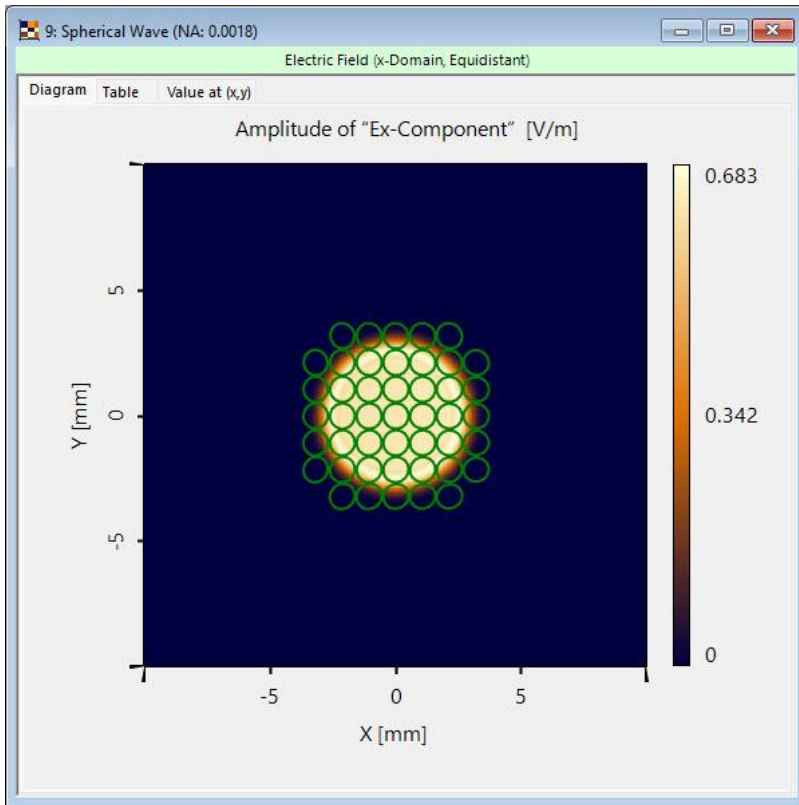 9: Spherical Wave (NA: 0.0018)
Electric Field (x-Domain, Equidistant)
Diagram Table Value at (x,y)
Amplitude of “Ex-Component“ [V/m]
0.683
5
0
0.342
Y [mm]
-5
0
-5 0 5
X [mm]